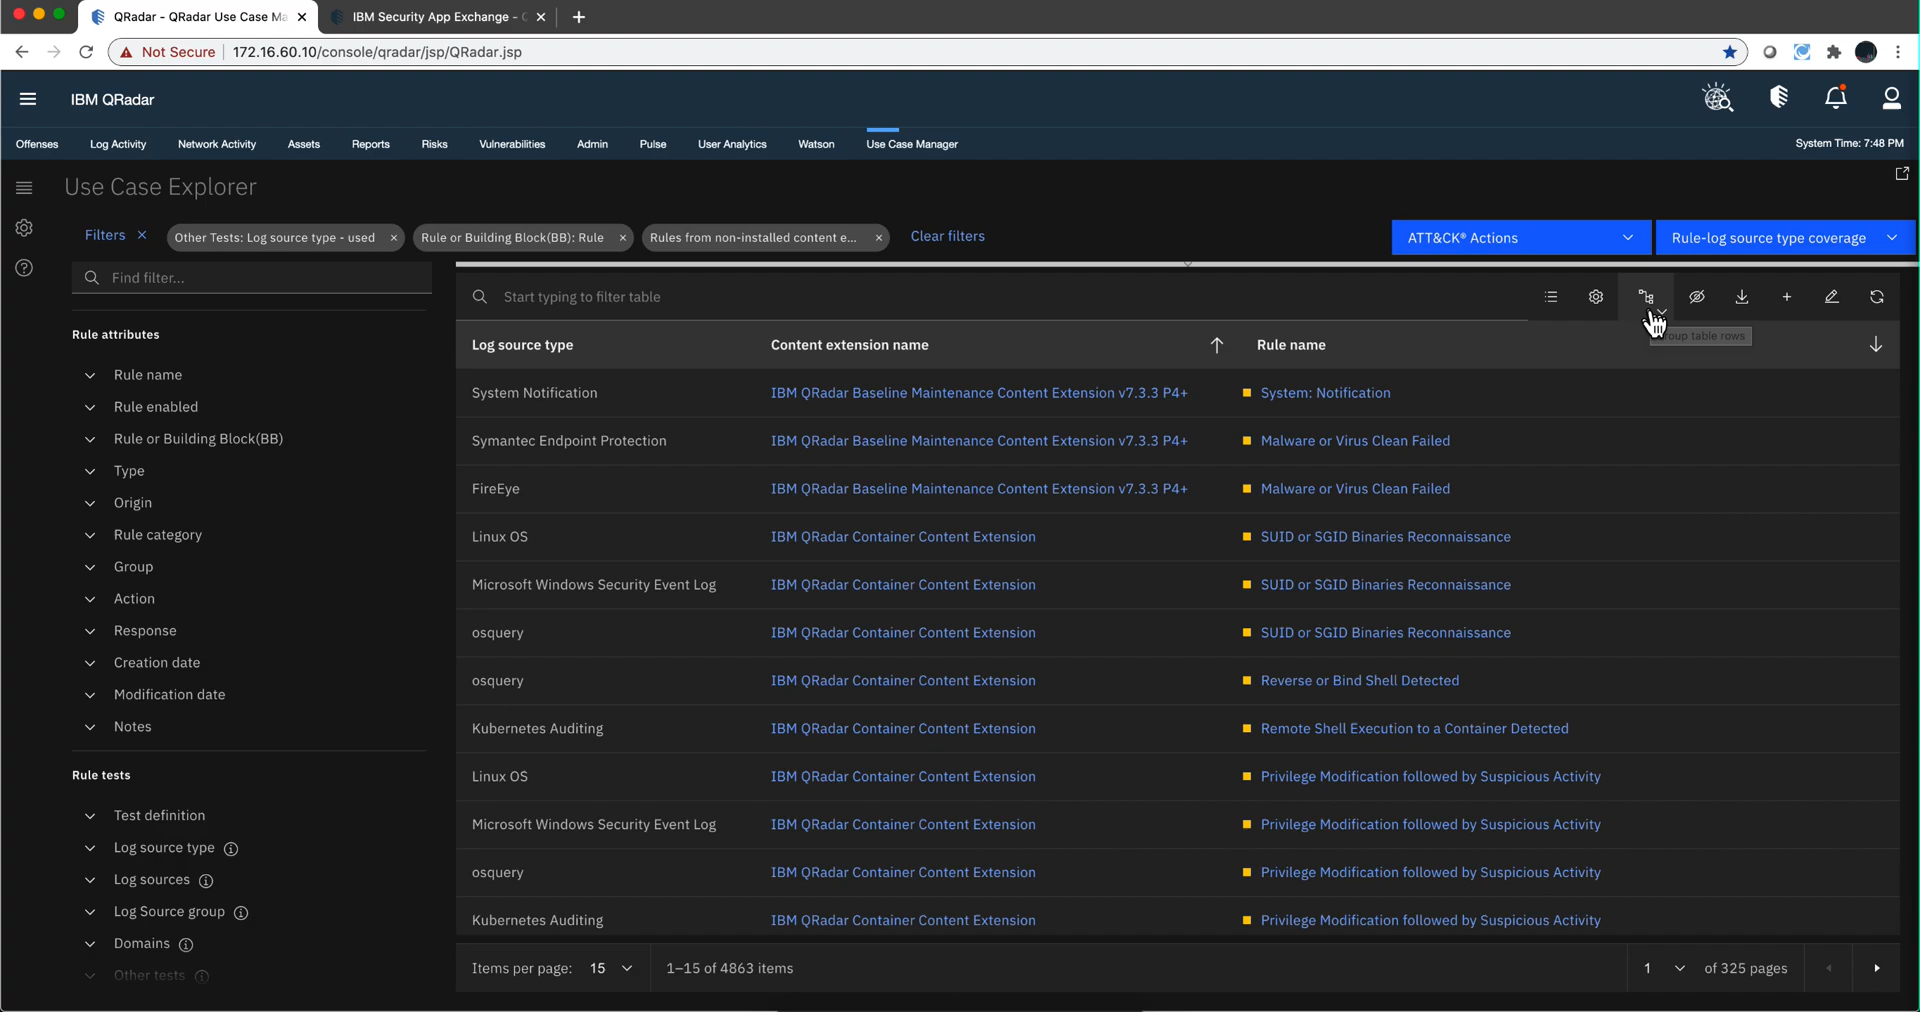 QRadar - QRadar Use Case Ma
IBM Security App Exchange -
Not Secure 172.16.60.10/console/qradar/jsp/QRadar.jsp
IBM QRadar
Offenses Log Activity Network Activity Assets Reports Risks Vulnerabilities Admin Pulse User Analytics Watson Use Case Manager System Time: 7:48 PM
Use Case Explorer
Filters × Other Tests: Log source type - used × Rule or Building Block(BB): Rule × Rules from non-installed content e... × Clear filters ATT&CK® Actions Rule-log source type coverage
Find filter...
Start typing to filter table
roup table rows
Rule attributes
Rule name
Rule enabled
Rule or Building Block(BB)
Type
Origin
Rule category
Group
Action
Response
Creation date
Modification date
Notes
Rule tests
Test definition
Log source type
Log sources
Log Source group
Domains
Other tests
Log source type Content extension name Rule name
System Notification IBM QRadar Baseline Maintenance Content Extension v7.3.3 P4+ System: Notification
Symantec Endpoint Protection IBM QRadar Baseline Maintenance Content Extension v7.3.3 P4+ Malware or Virus Clean Failed
FireEye IBM QRadar Baseline Maintenance Content Extension v7.3.3 P4+ Malware or Virus Clean Failed
Linux OS IBM QRadar Container Content Extension SUID or SGID Binaries Reconnaissance
Microsoft Windows Security Event Log IBM QRadar Container Content Extension SUID or SGID Binaries Reconnaissance
osquery IBM QRadar Container Content Extension SUID or SGID Binaries Reconnaissance
osquery IBM QRadar Container Content Extension Reverse or Bind Shell Detected
Kubernetes Auditing IBM QRadar Container Content Extension Remote Shell Execution to a Container Detected
Linux OS IBM QRadar Container Content Extension Privilege Modification followed by Suspicious Activity
Microsoft Windows Security Event Log IBM QRadar Container Content Extension Privilege Modification followed by Suspicious Activity
osquery IBM QRadar Container Content Extension Privilege Modification followed by Suspicious Activity
Kubernetes Auditing IBM QRadar Container Content Extension Privilege Modification followed by Suspicious Activity
Items per page: 15 1–15 of 4863 items 1 of 325 pages